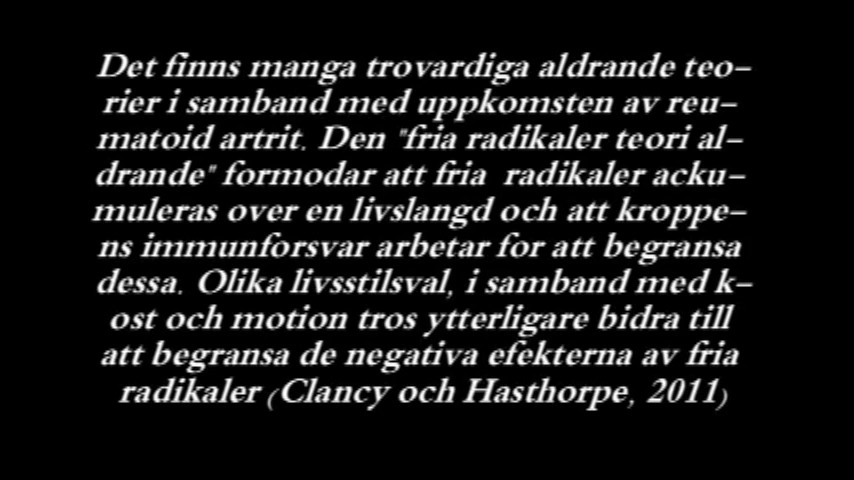 Det finns manga trovardiga aldrande teo-
rier i samband med uppkomsten av reu-
matoid artrit. Den "fria radikaler teori al-
drande" formodar att fria radikaler acku-
muleras over en livslangd och att kroppe-
ns immunforsvar arbetar for att begransa
dessa. Olika livsstilsval, i samband med k-
ost och motion tros ytterligare bidra till
att begransa de negativa efekterna av fria
radikaler (Clancy och Hasthorpe, 2011)